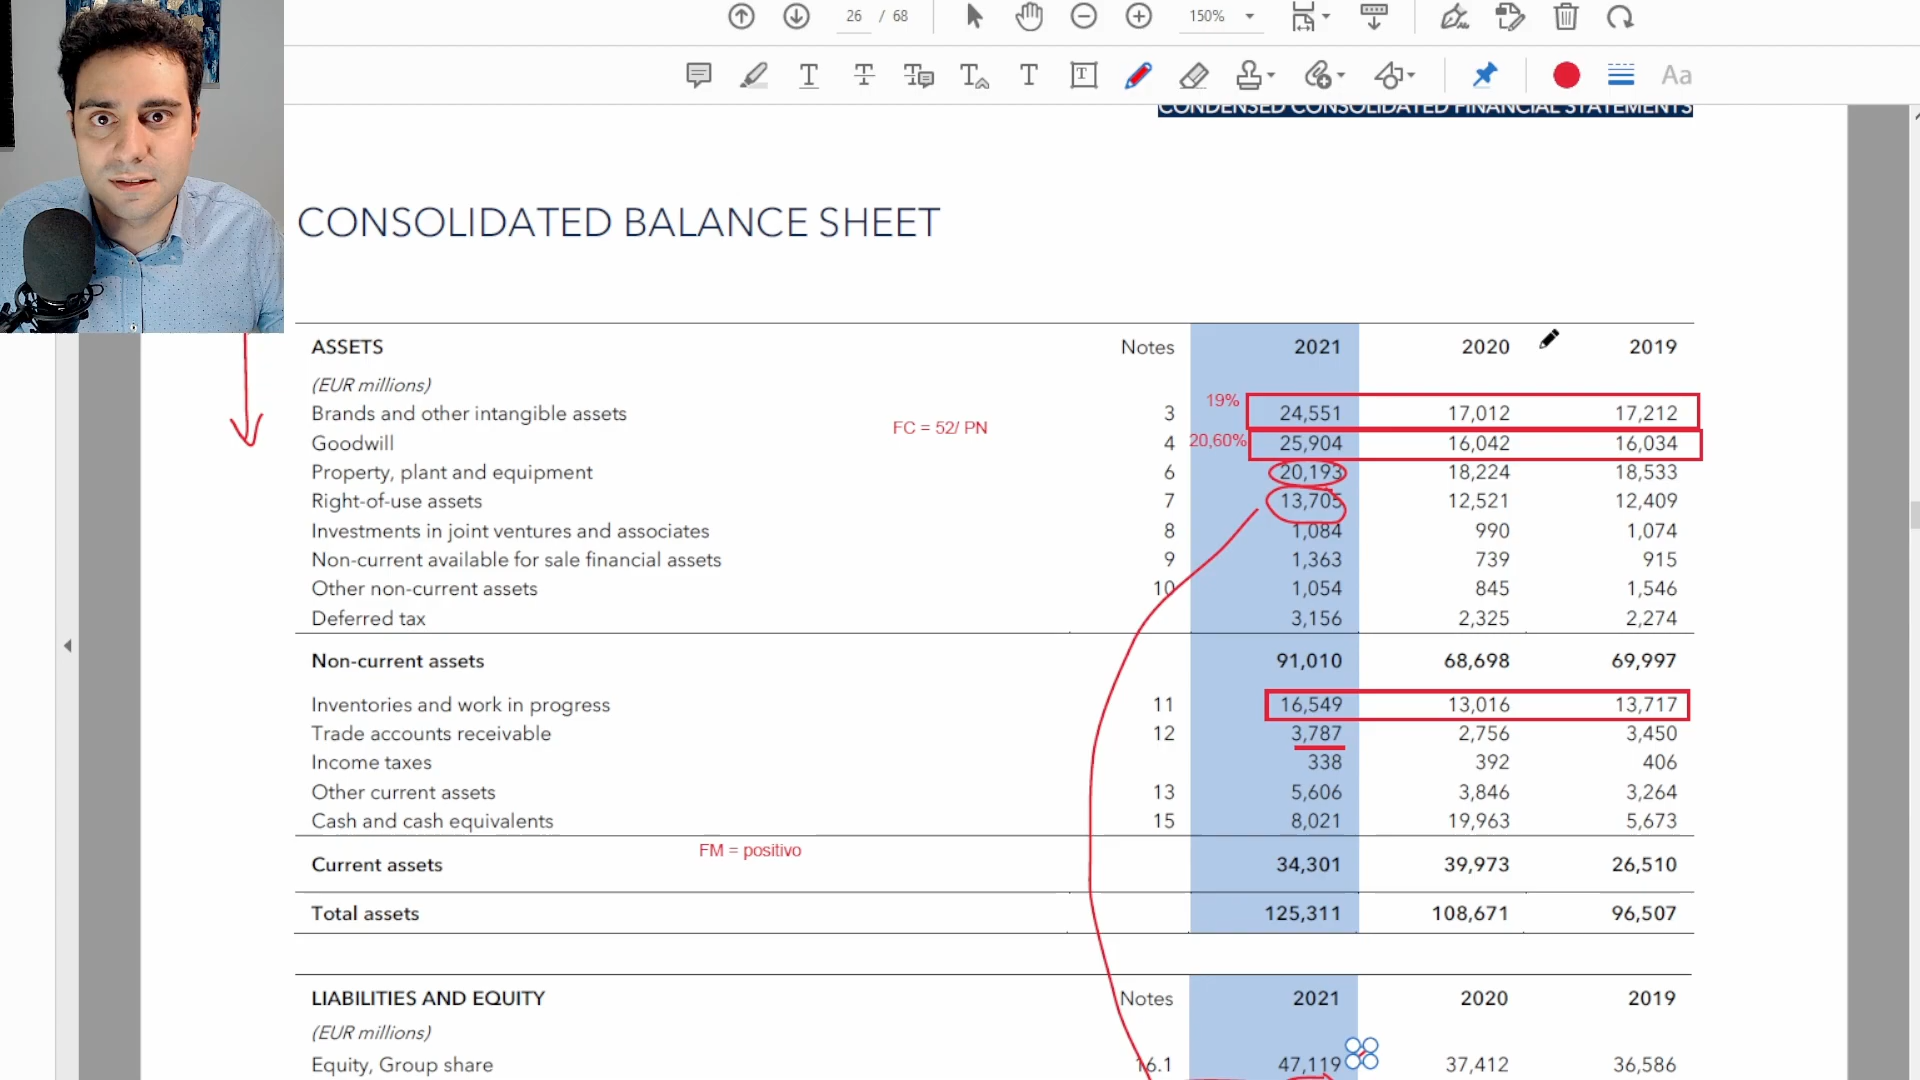 26 / 68
150%
Aa
CONDENSED CONSOLIDATED FINANCIAL STATEMENTS
CONSOLIDATED BALANCE SHEET
ASSETS Notes 2021 2020 2019
(EUR millions)
Brands and other intangible assets 3 19% 24,551 17,012 17,212
FC = 52/ PN
Goodwill 4 20,60% 25,904 16,042 16,034
Property, plant and equipment 6 20,193 18,224 18,533
Right-of-use assets 7 13,705 12,521 12,409
Investments in joint ventures and associates 8 1,084 990 1,074
Non-current available for sale financial assets 9 1,363 739 915
Other non-current assets 10 1,054 845 1,546
Deferred tax 3,156 2,325 2,274
Non-current assets 91,010 68,698 69,997
Inventories and work in progress 11 16,549 13,016 13,717
Trade accounts receivable 12 3,787 2,756 3,450
Income taxes 338 392 406
Other current assets 13 5,606 3,846 3,264
Cash and cash equivalents 15 8,021 19,963 5,673
FM = positivo
Current assets 34,301 39,973 26,510
Total assets 125,311 108,671 96,507
LIABILITIES AND EQUITY Notes 2021 2020 2019
(EUR millions)
Equity, Group share 16.1 47,119 37,412 36,586